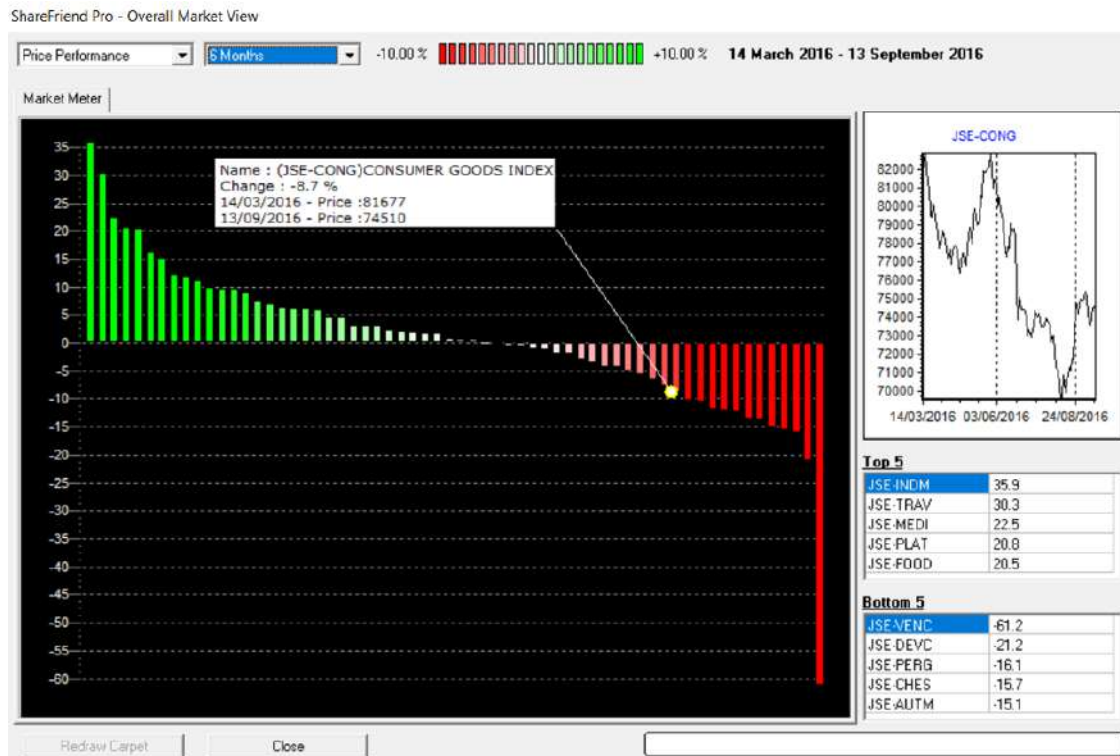 ShareFriend Pro - Overall Market View
Price Performance
6 Months
-10.00 %
+10.00 %
14 March 2016 - 13 September 2016
Market Meter
35
30
25
20
15
10
5
0
-5
-10
-15
-20
-25
-30
-35
-40
-45
-50
-55
-60
Name : (JSE-CONG)CONSUMER GOODS INDEX
Change : -8.7 %
14/03/2016 - Price :81677
13/09/2016 - Price :74510
JSE-CONG
82000
81000
80000
79000
78000
77000
76000
75000
74000
73000
72000
71000
70000
14/03/2016 03/06/2016 24/08/2016
Top 5
JSE-INDM 35.9
JSE-TRAV 30.3
JSE-MEDI 22.5
JSE-PLAT 20.8
JSE-FOOD 20.5
Bottom 5
JSE-VENC -61.2
JSE-DEVC -21.2
JSE-PERG -16.1
JSE-CHES -15.7
JSE-AUTM -15.1
Redraw Carpet
Close